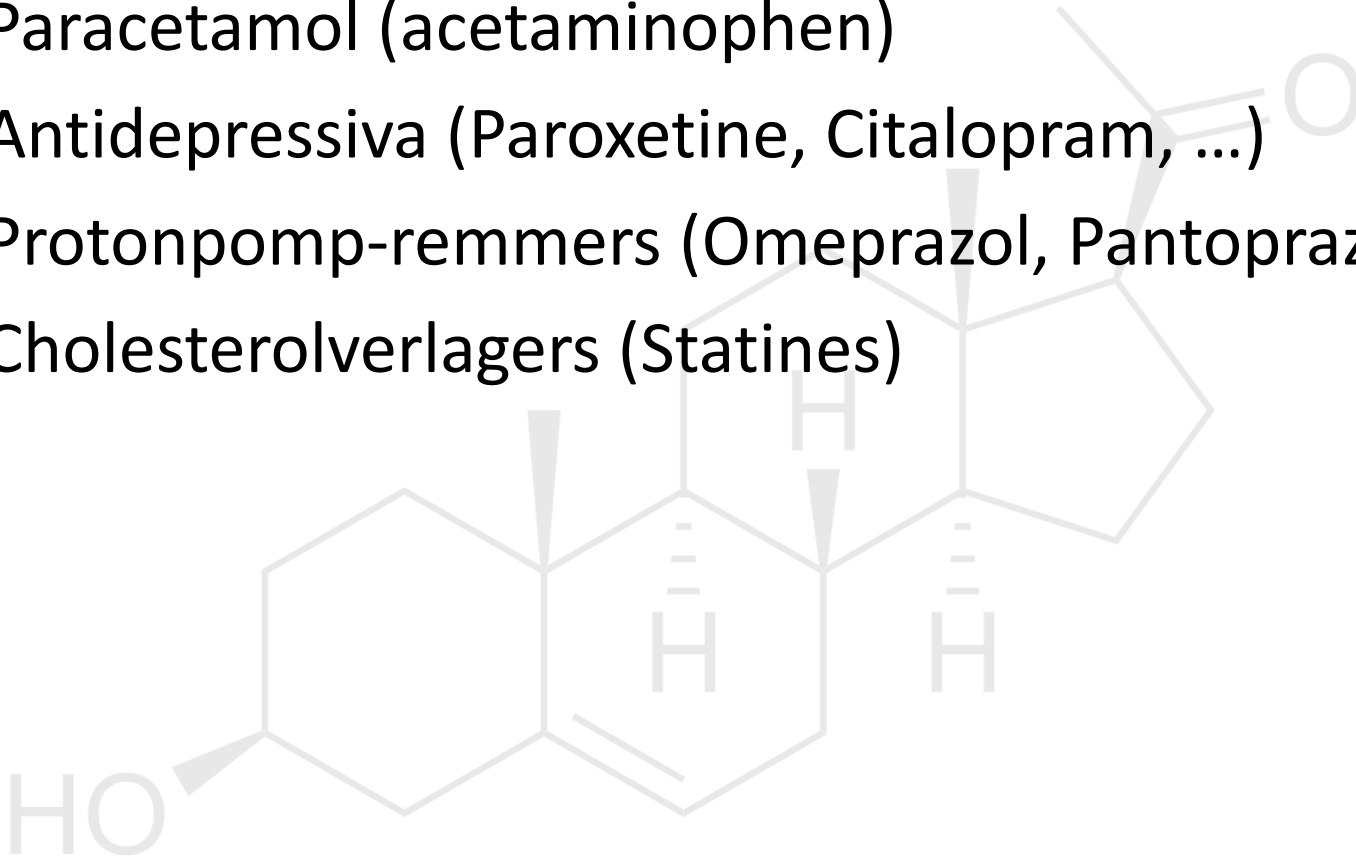 Paracetamol (acetaminophen)
O
Antidepressiva (Paroxetine, Citalopram, ...)
Protonpomp-remmers (Omeprazol, Pantopraz
Cholesterolverlagers (Statines)
H
H H
HO